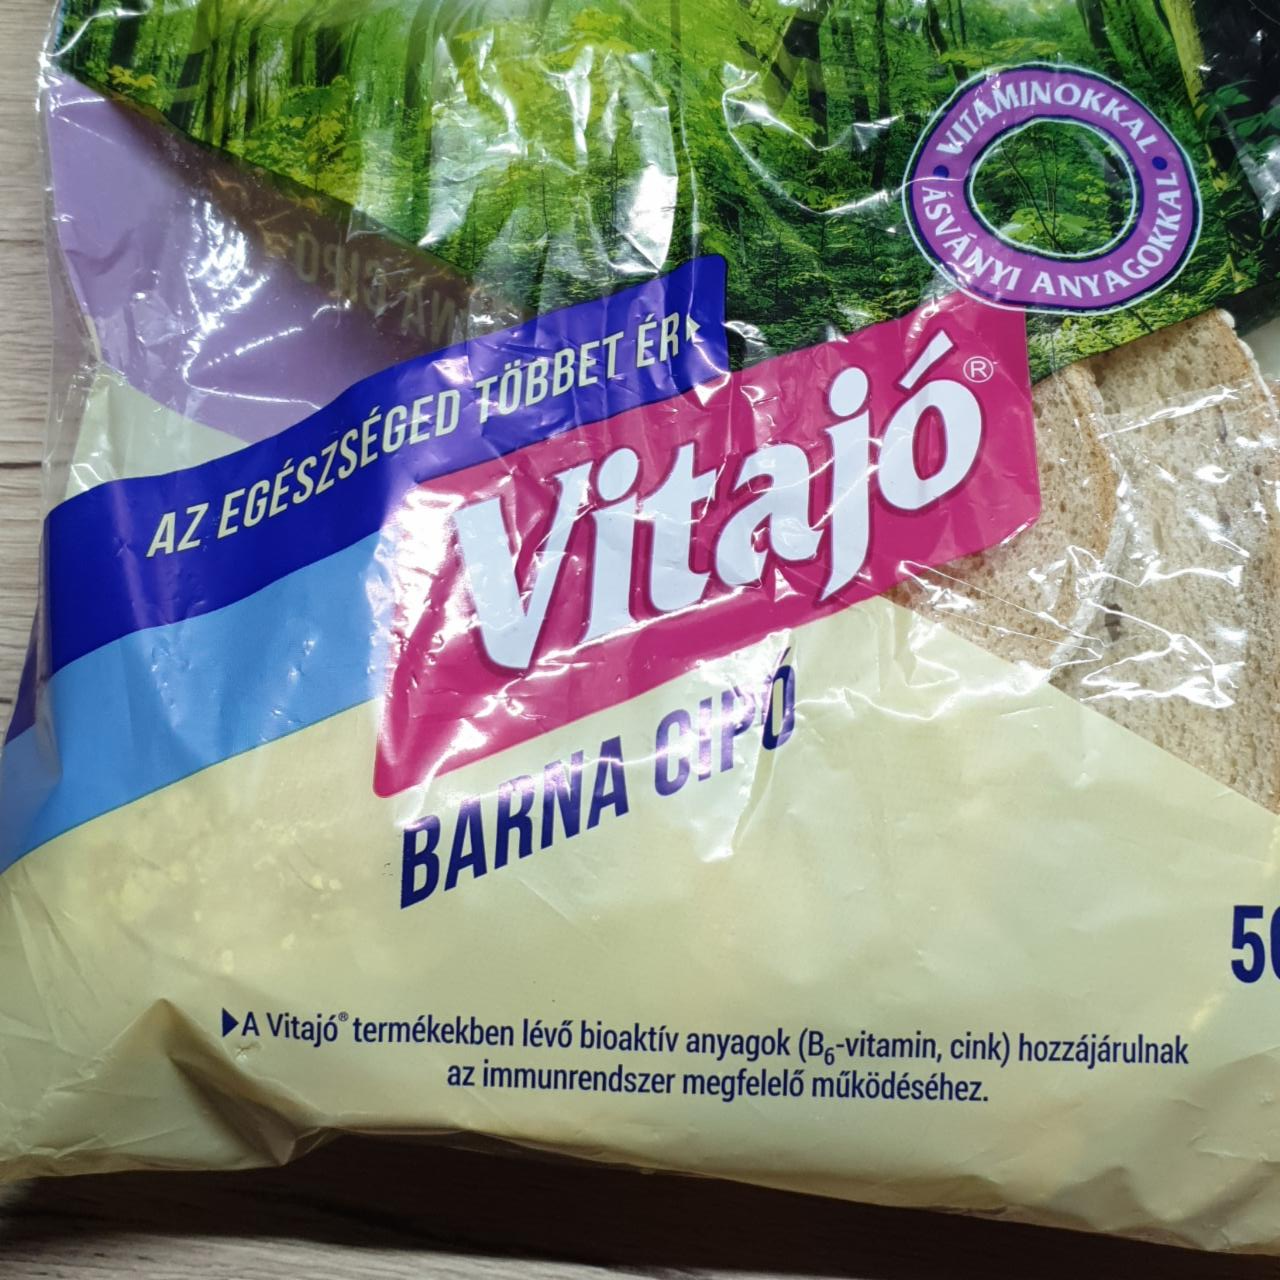 VITAMINOKKAL
ÁSVÁNYI ANYAGOKKAL
AZ EGÉSZSÉGED TÖBBET ÉR
Vitajó®
BARNA CIPÓ
A Vitajó® termékekben lévő bioaktív anyagok (B₆-vitamin, cink) hozzájárulnak
az immunrendszer megfelelő működéséhez.